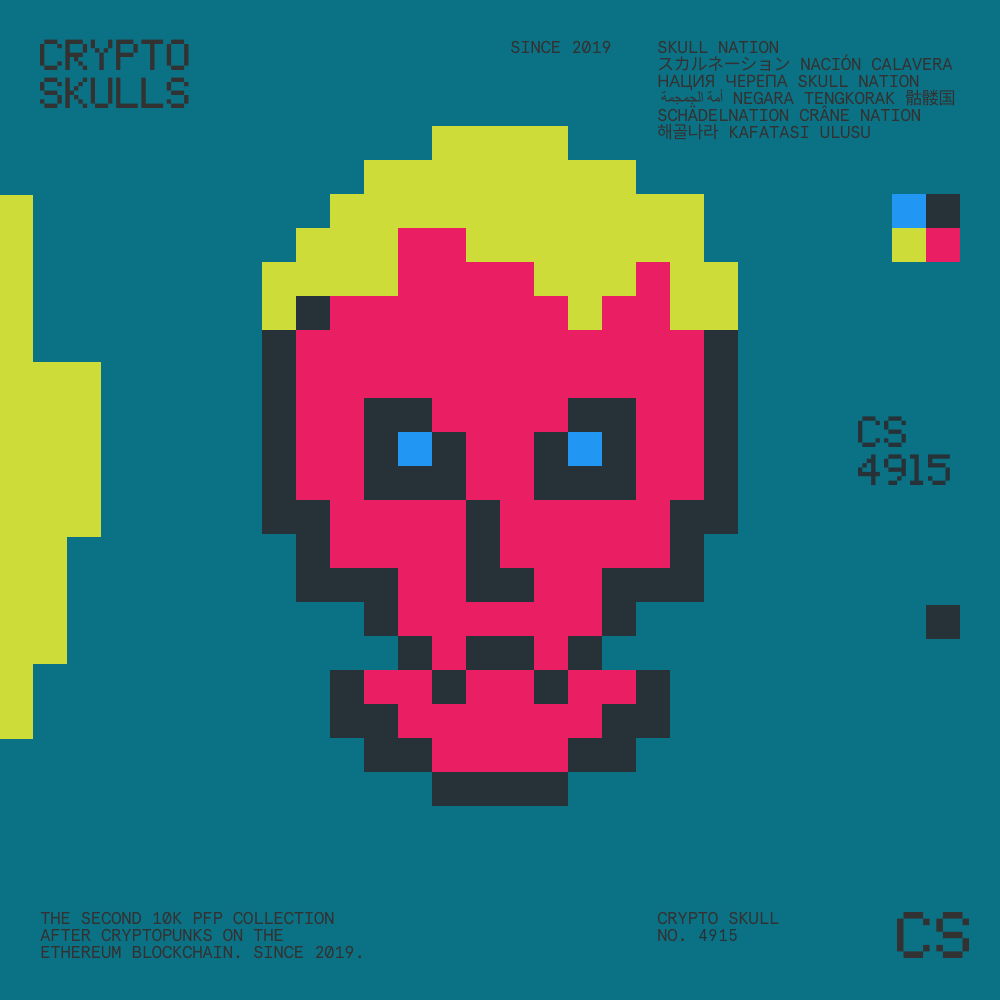 CRYPTO
SKULLS
SINCE 2019
SKULL NATION
スカルネーション NACIÓN CALAVERA
НАЦИЯ ЧЕРЕПА SKULL NATION
أمة الجمجمة NEGARA TENGKORAK 骷髅国
SCHÄDELNATION CRÂNE NATION
해골나라 KAFATASI ULUSU
CS
4915
THE SECOND 10K PFP COLLECTION
AFTER CRYPTOPUNKS ON THE
ETHEREUM BLOCKCHAIN. SINCE 2019.
CRYPTO SKULL
NO. 4915
CS